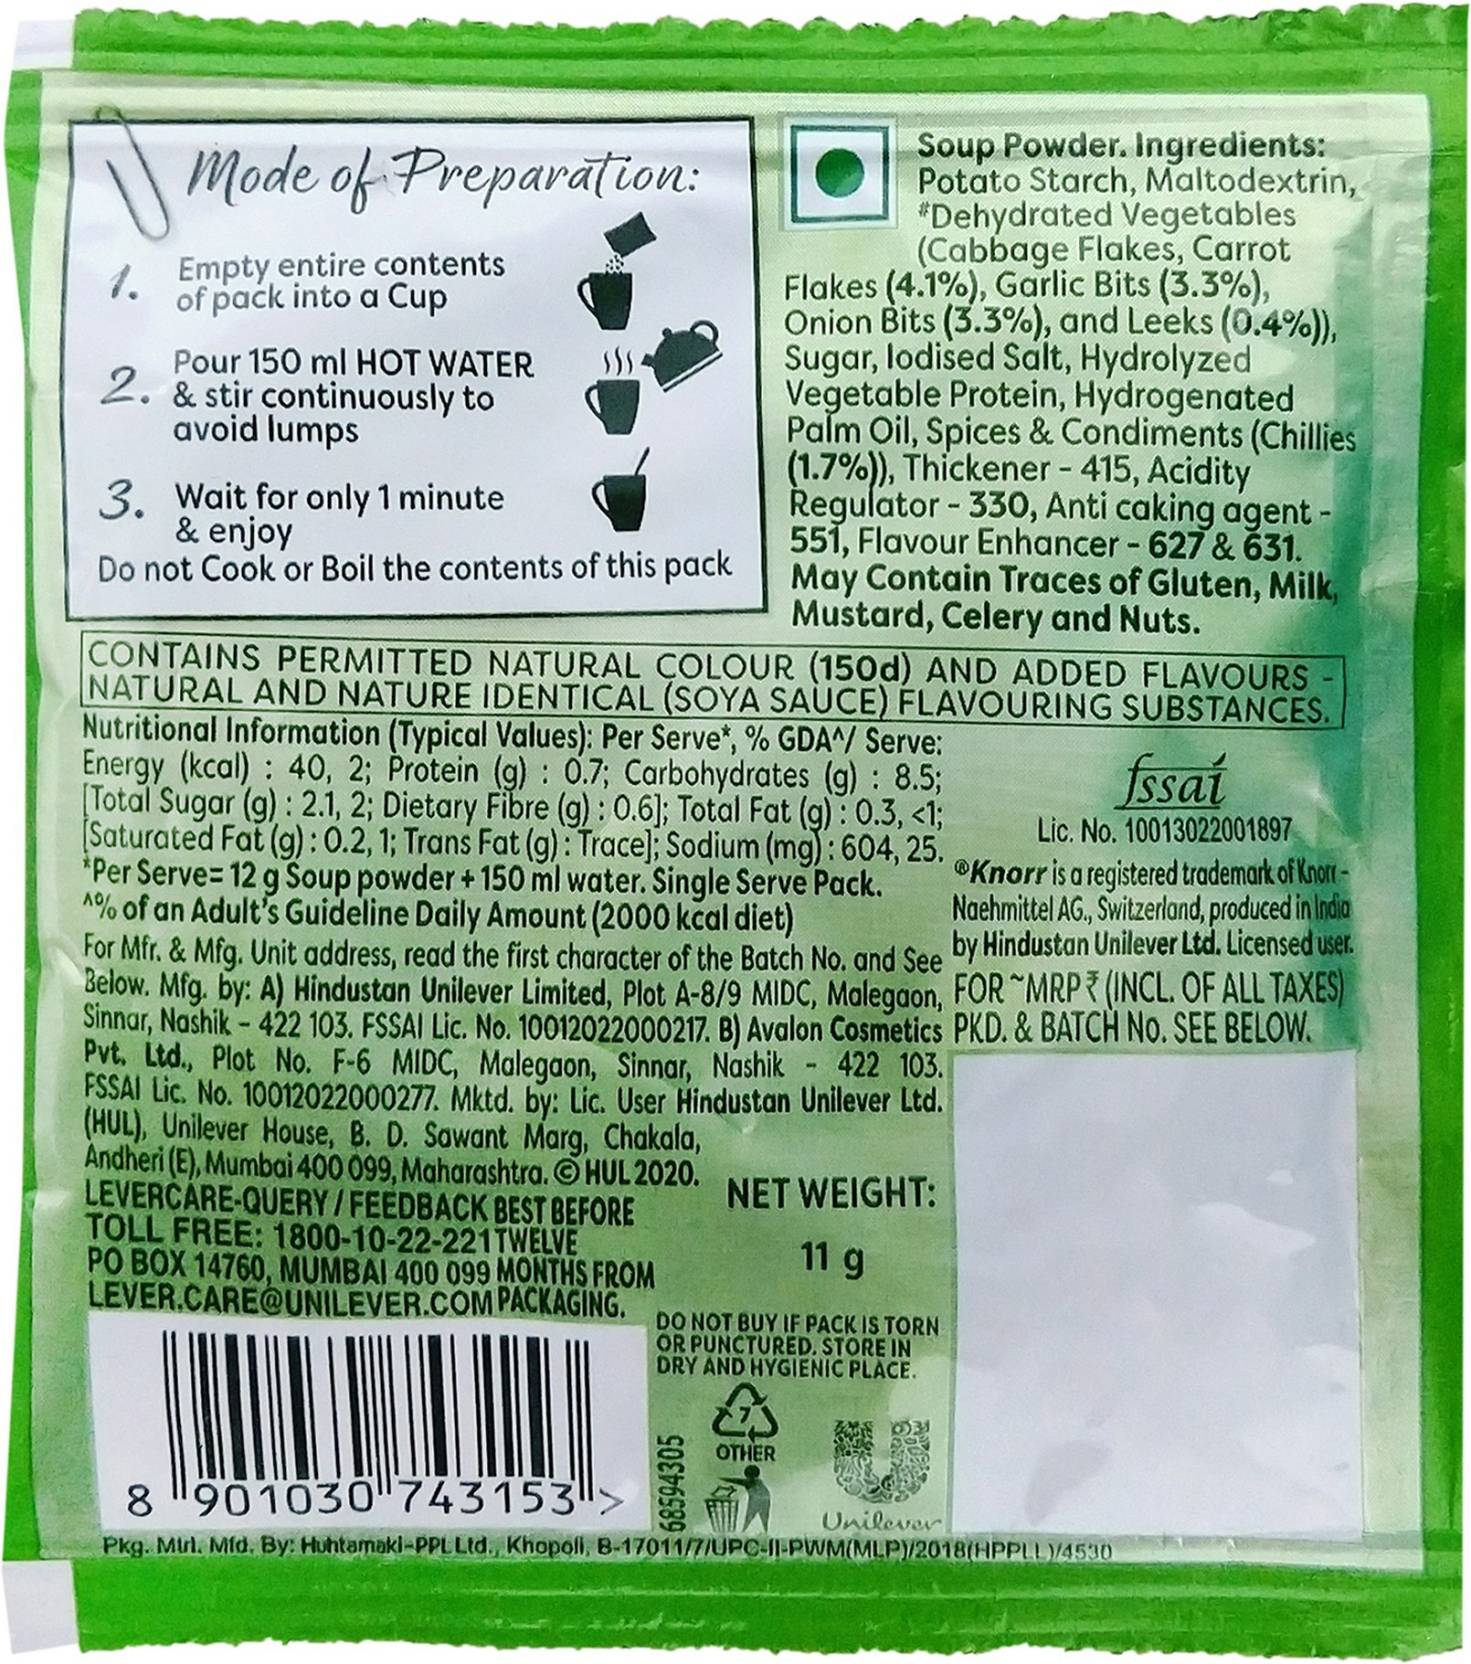 Mode of Preparation:
1. Empty entire contents
of pack into a Cup
2. Pour 150 ml HOT WATER
& stir continuously to
avoid lumps
3. Wait for only 1 minute
& enjoy
Do not Cook or Boil the contents of this pack
Soup Powder. Ingredients:
Potato Starch, Maltodextrin,
#Dehydrated Vegetables
(Cabbage Flakes, Carrot
Flakes (4.1%), Garlic Bits (3.3%),
Onion Bits (3.3%), and Leeks (0.4%)),
Sugar, Iodised Salt, Hydrolyzed
Vegetable Protein, Hydrogenated
Palm Oil, Spices & Condiments (Chillies
(1.7%)), Thickener - 415, Acidity
Regulator - 330, Anti caking agent -
551, Flavour Enhancer - 627 & 631.
May Contain Traces of Gluten, Milk,
Mustard, Celery and Nuts.
CONTAINS PERMITTED NATURAL COLOUR (150d) AND ADDED FLAVOURS -
NATURAL AND NATURE IDENTICAL (SOYA SAUCE) FLAVOURING SUBSTANCES.
Nutritional Information (Typical Values): Per Serve*, % GDA^/ Serve:
Energy (kcal) : 40, 2; Protein (g) : 0.7; Carbohydrates (g) : 8.5;
[Total Sugar (g) : 2.1, 2; Dietary Fibre (g) : 0.6]; Total Fat (g) : 0.3, <1;
[Saturated Fat (g) : 0.2, 1; Trans Fat (g) : Trace]; Sodium (mg) : 604, 25.
*Per Serve= 12 g Soup powder + 150 ml water. Single Serve Pack.
^% of an Adult's Guideline Daily Amount (2000 kcal diet)
For Mfr. & Mfg. Unit address, read the first character of the Batch No. and See
Below. Mfg. by: A) Hindustan Unilever Limited, Plot A-8/9 MIDC, Malegaon,
Sinnar, Nashik - 422 103. FSSAI Lic. No. 10012022000217. B) Avalon Cosmetics
Pvt. Ltd., Plot No. F-6 MIDC, Malegaon, Sinnar, Nashik - 422 103.
FSSAI Lic. No. 10012022000277. Mktd. by: Lic. User Hindustan Unilever Ltd.
(HUL), Unilever House, B. D. Sawant Marg, Chakala,
Andheri (E), Mumbai 400 099, Maharashtra. © HUL 2020.
fssai
Lic. No. 10013022001897
®Knorr is a registered trademark of Knorr-
Naehrmittel AG., Switzerland, produced in India
by Hindustan Unilever Ltd. Licensed user.
FOR ~MRP ₹ (INCL. OF ALL TAXES)
PKD. & BATCH No. SEE BELOW.
LEVERCARE-QUERY / FEEDBACK BEST BEFORE
TOLL FREE: 1800-10-22-221 TWELVE
PO BOX 14760, MUMBAI 400 099 MONTHS FROM
LEVER.CARE@UNILEVER.COM PACKAGING.
NET WEIGHT:
11 g
DO NOT BUY IF PACK IS TORN
OR PUNCTURED. STORE IN
DRY AND HYGIENIC PLACE.
7
OTHER
68594305
Unilever
8 901030 743153 >
Pkg. Mtrl. Mfd. By: Huhtamaki-PPL Ltd., Khopoli, B-17011/7/UPC-II-PWM(MLP)/2018(HPPLL)/4530